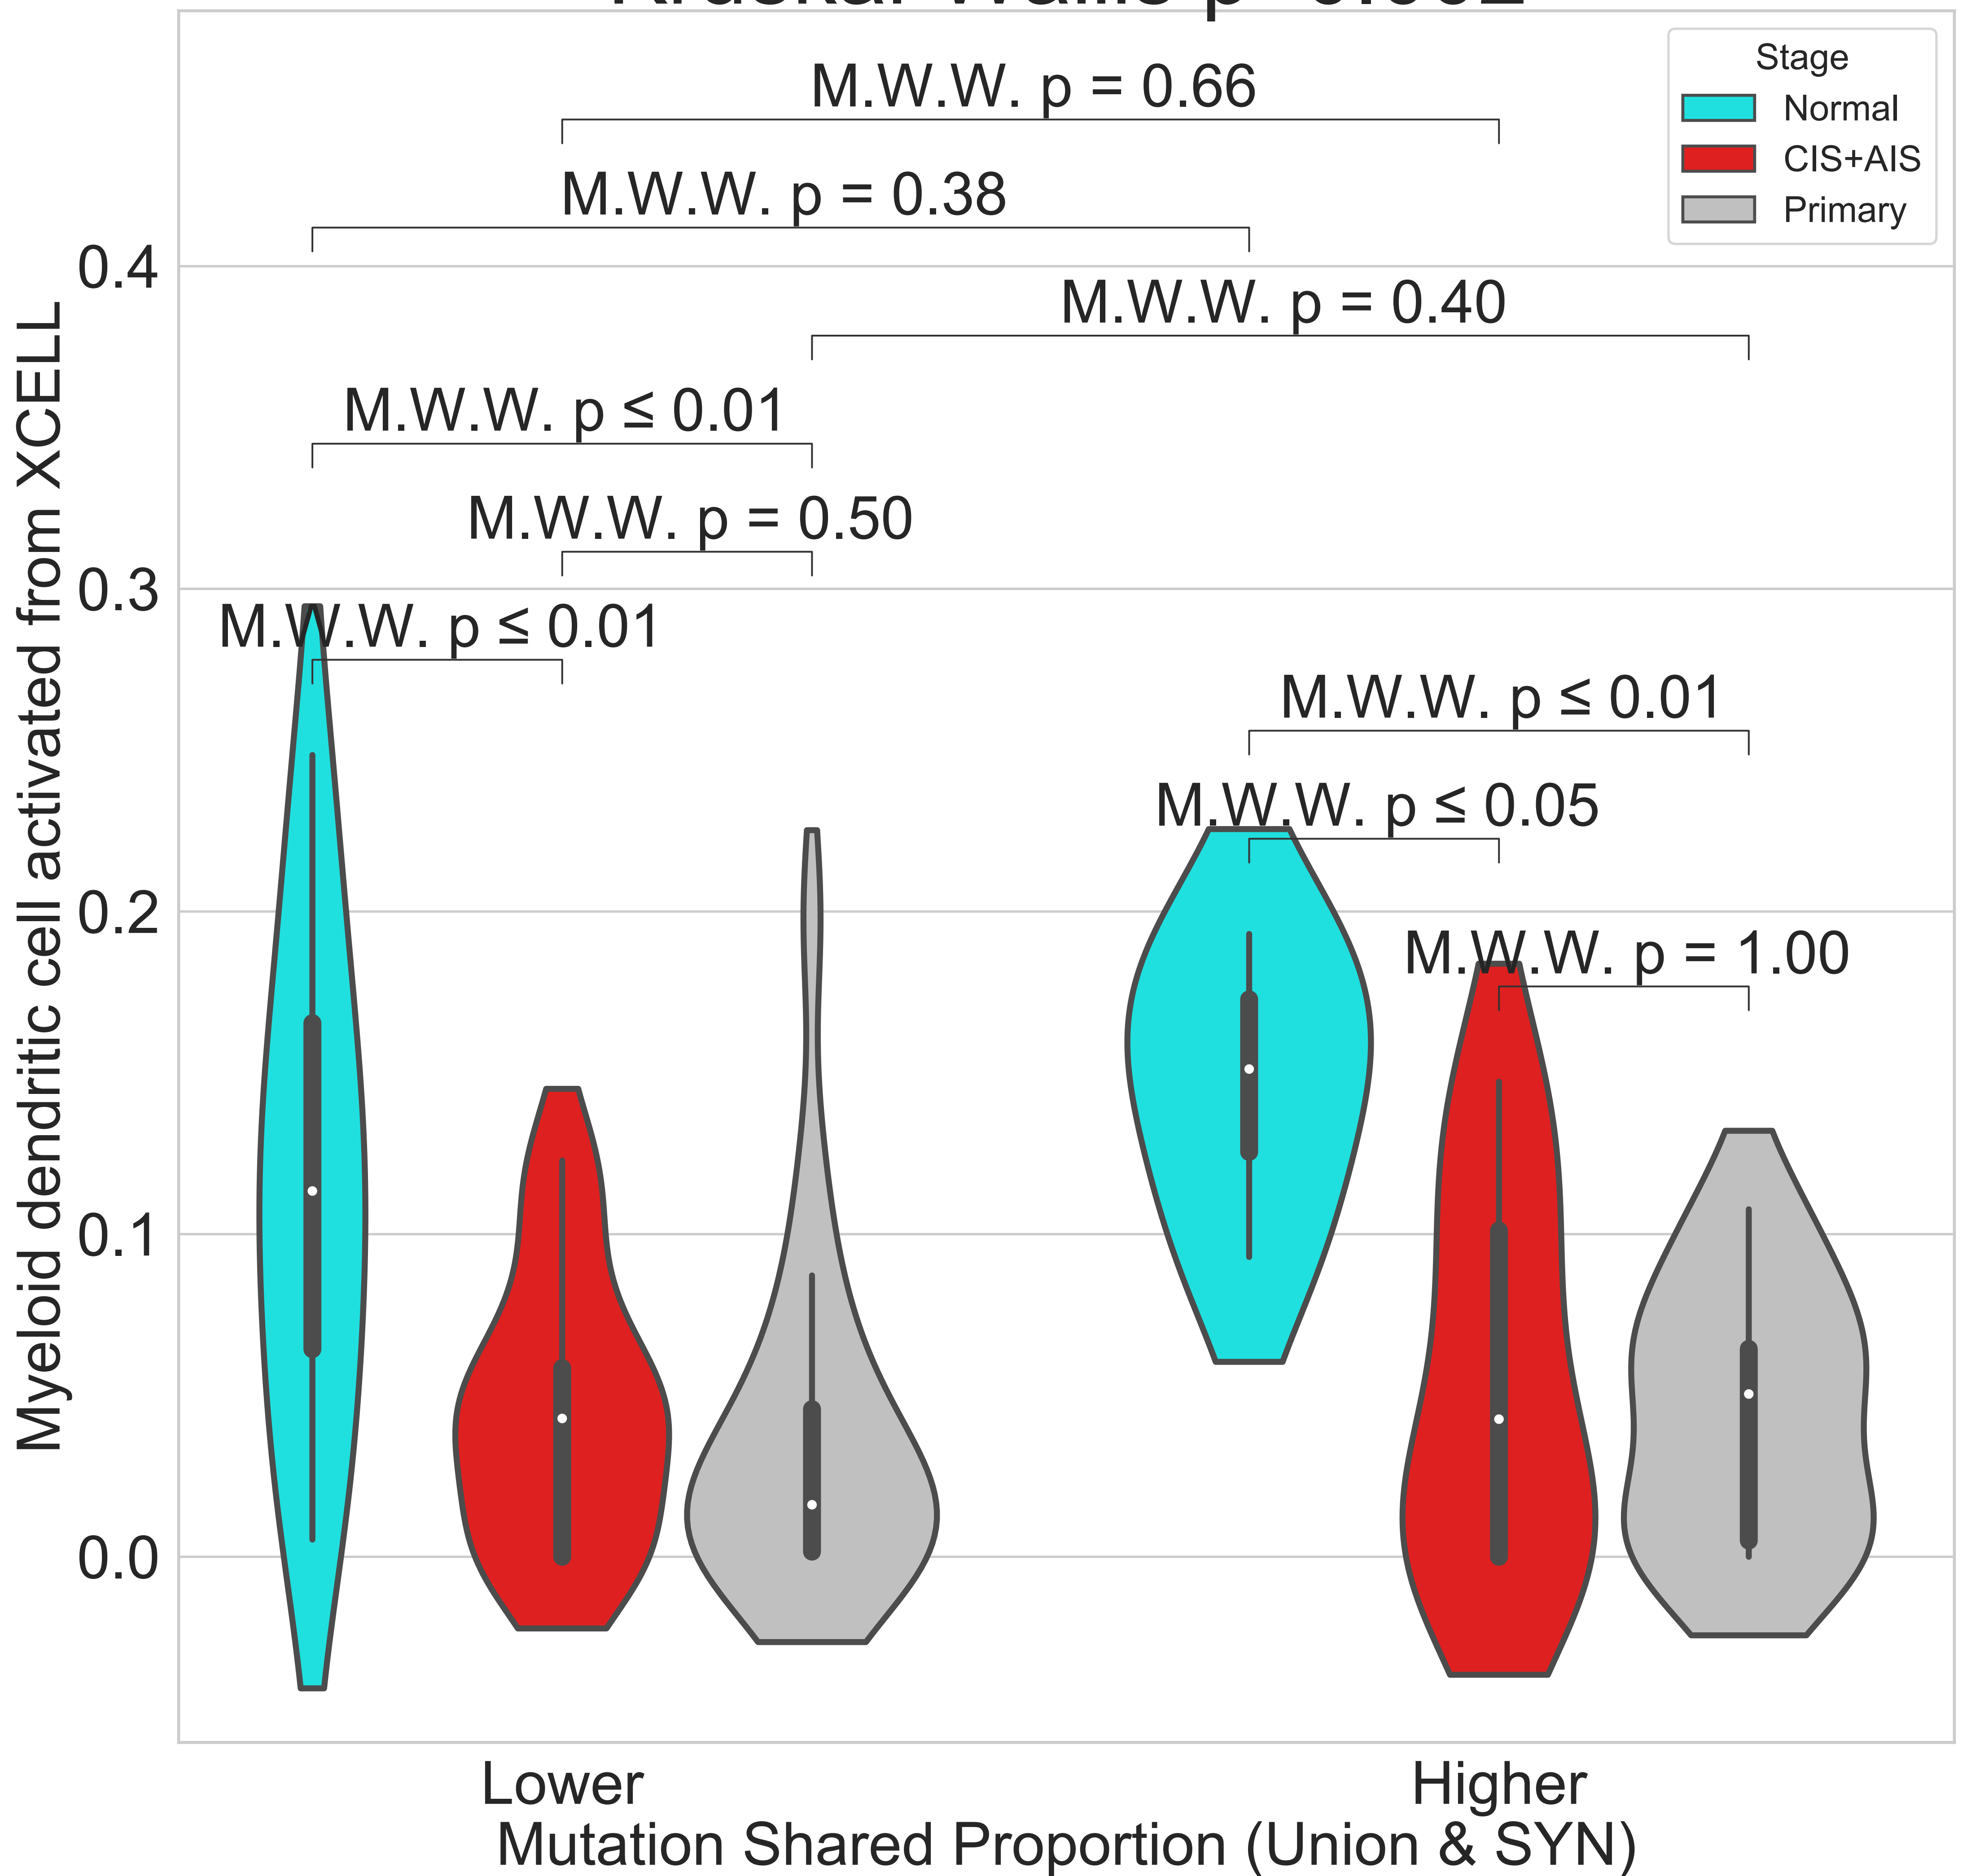 Stage
Normal
CIS+AIS
Primary
M.W.W. p = 0.66
M.W.W. p = 0.38
M.W.W. p = 0.40
M.W.W. p ≤ 0.01
M.W.W. p = 0.50
M.W.W. p ≤ 0.01
M.W.W. p ≤ 0.01
M.W.W. p ≤ 0.05
M.W.W. p = 1.00
0.4
0.3
0.2
0.1
0.0
Myeloid dendritic cell activated from XCELL
Lower
Higher
Mutation Shared Proportion (Union & SYN)